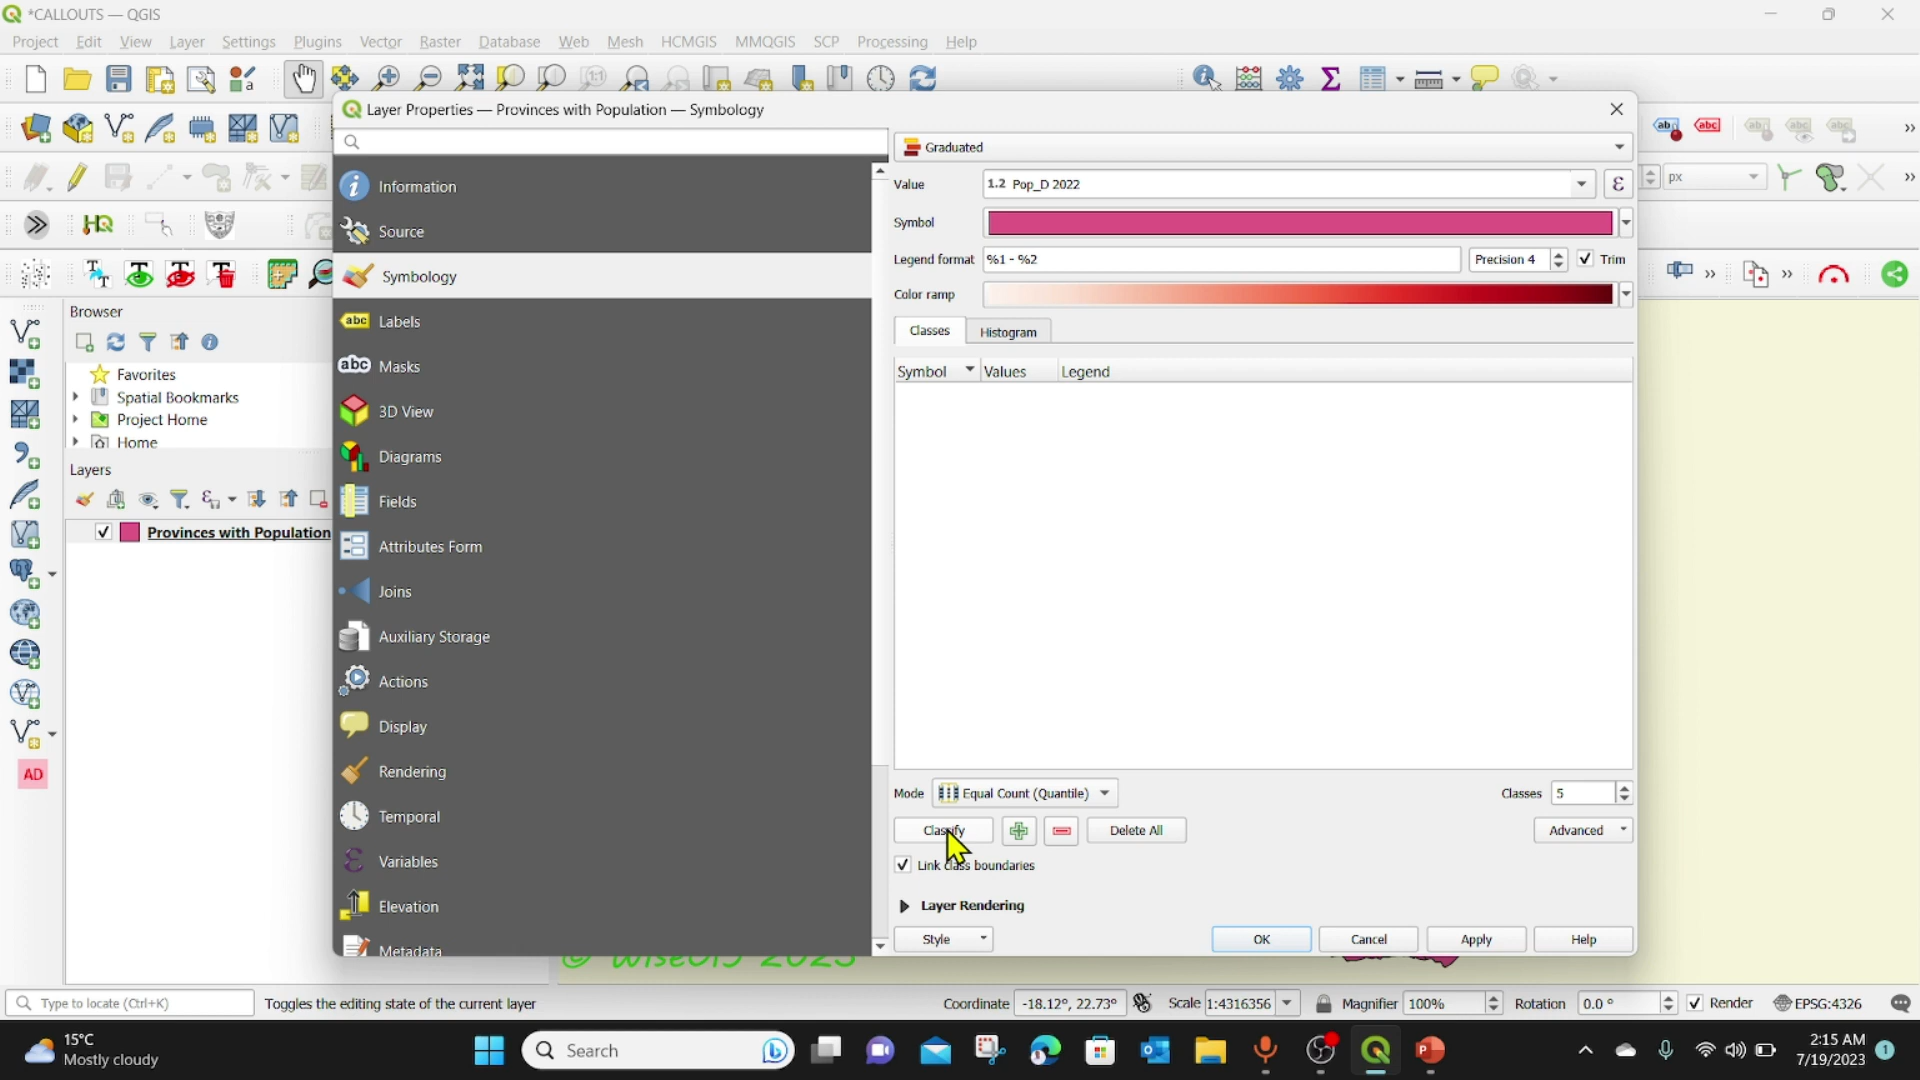 *CALLOUTS — QGIS
Project Edit View Layer Settings Plugins Vector Raster Database Web Mesh HCMGIS MMQGIS SCP Processing Help
Layer Properties — Provinces with Population — Symbology
Graduated
Information
Value 1.2 Pop_D 2022 ε
px
Symbol
Source
Legend format %1 - %2 Precision 4 Trim
Symbology
Color ramp
Browser
Labels
Classes Histogram
Masks
Symbol Values Legend
Favorites
Spatial Bookmarks
Project Home
3D View
Home
Diagrams
Layers
Fields
Provinces with Population
Attributes Form
Joins
Auxiliary Storage
Actions
Display
Rendering
AD
Mode Equal Count (Quantile) Classes 5
Temporal
Classify Delete All Advanced
Variables
Link class boundaries
Elevation
Layer Rendering
Style OK Cancel Apply Help
Metadata
Type to locate (Ctrl+K) Toggles the editing state of the current layer Coordinate -18.12°, 22.73° Scale 1:4316356 Magnifier 100% Rotation 0.0 ° Render EPSG:4326
15°C
Mostly cloudy
Search
2:15 AM
7/19/2023 1